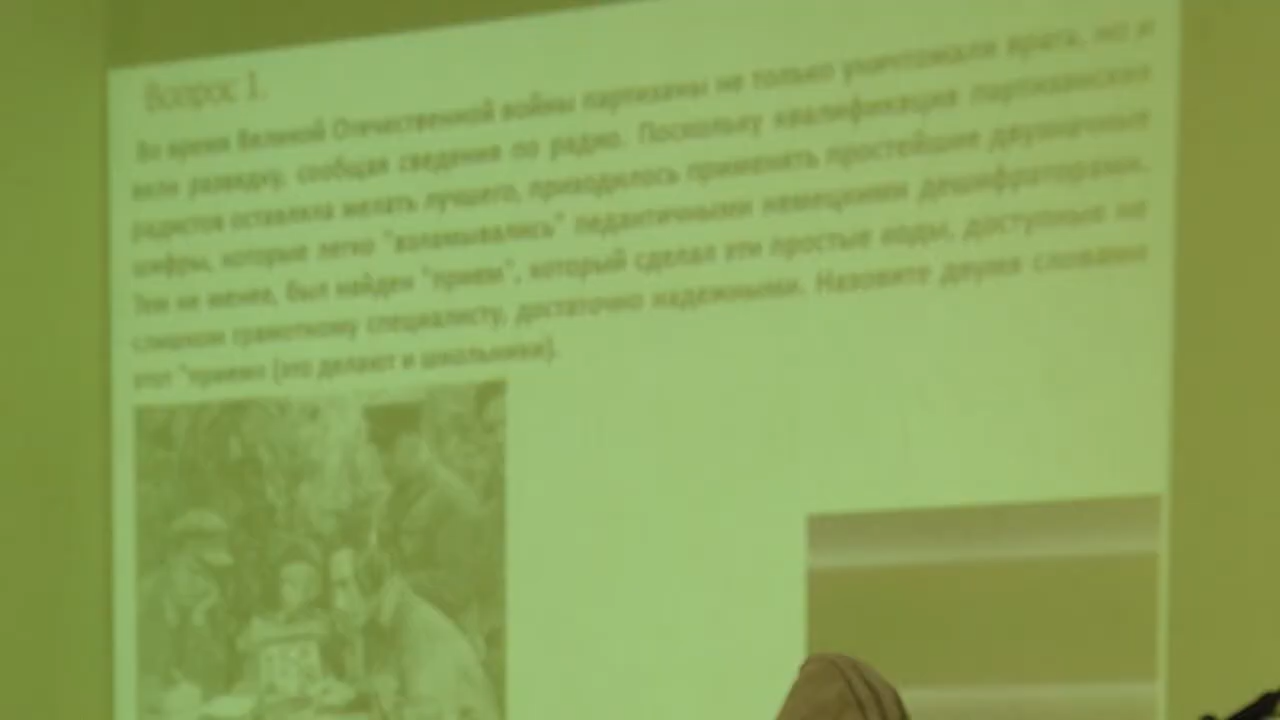 Вопрос 1.
Во время Великой Отечественной войны партизаны не только уничтожали врага, но и
вели разведку, сообщая сведения по радио. Поскольку квалификация партизанских
радистов оставляла желать лучшего, приходилось применять простейшие двузначные
шифры, которые легко "взламывались" педантичными немецкими дешифраторами.
Тем не менее, был найден "прием", который сделал эти простые коды, доступные не
слишком грамотному специалисту, достаточно надежными. Назовите двумя словами
этот "прием" (это делают и школьники).